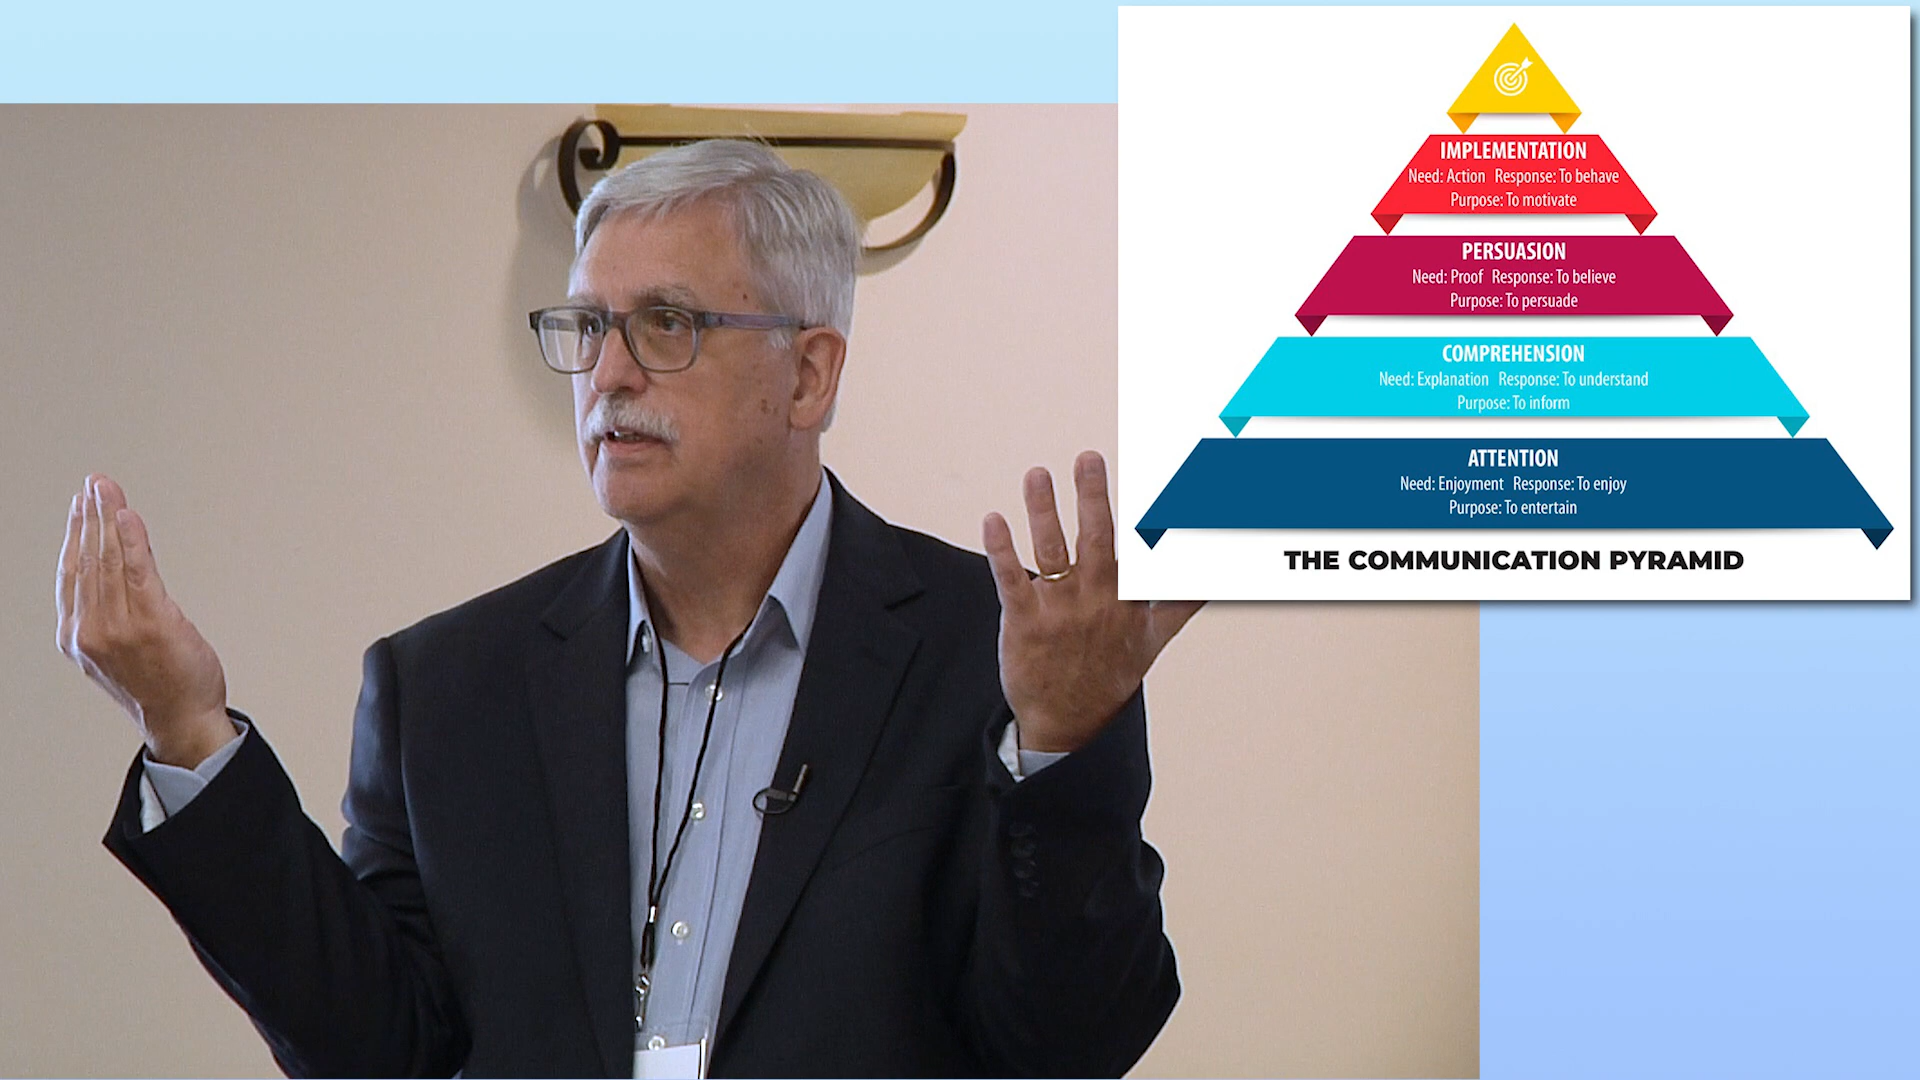 IMPLEMENTATION
Need: Action Response: To behave
Purpose: To motivate
PERSUASION
Need: Proof Response: To believe
Purpose: To persuade
COMPREHENSION
Need: Explanation Response: To understand
Purpose: To inform
ATTENTION
Need: Enjoyment Response: To enjoy
Purpose: To entertain
THE COMMUNICATION PYRAMID